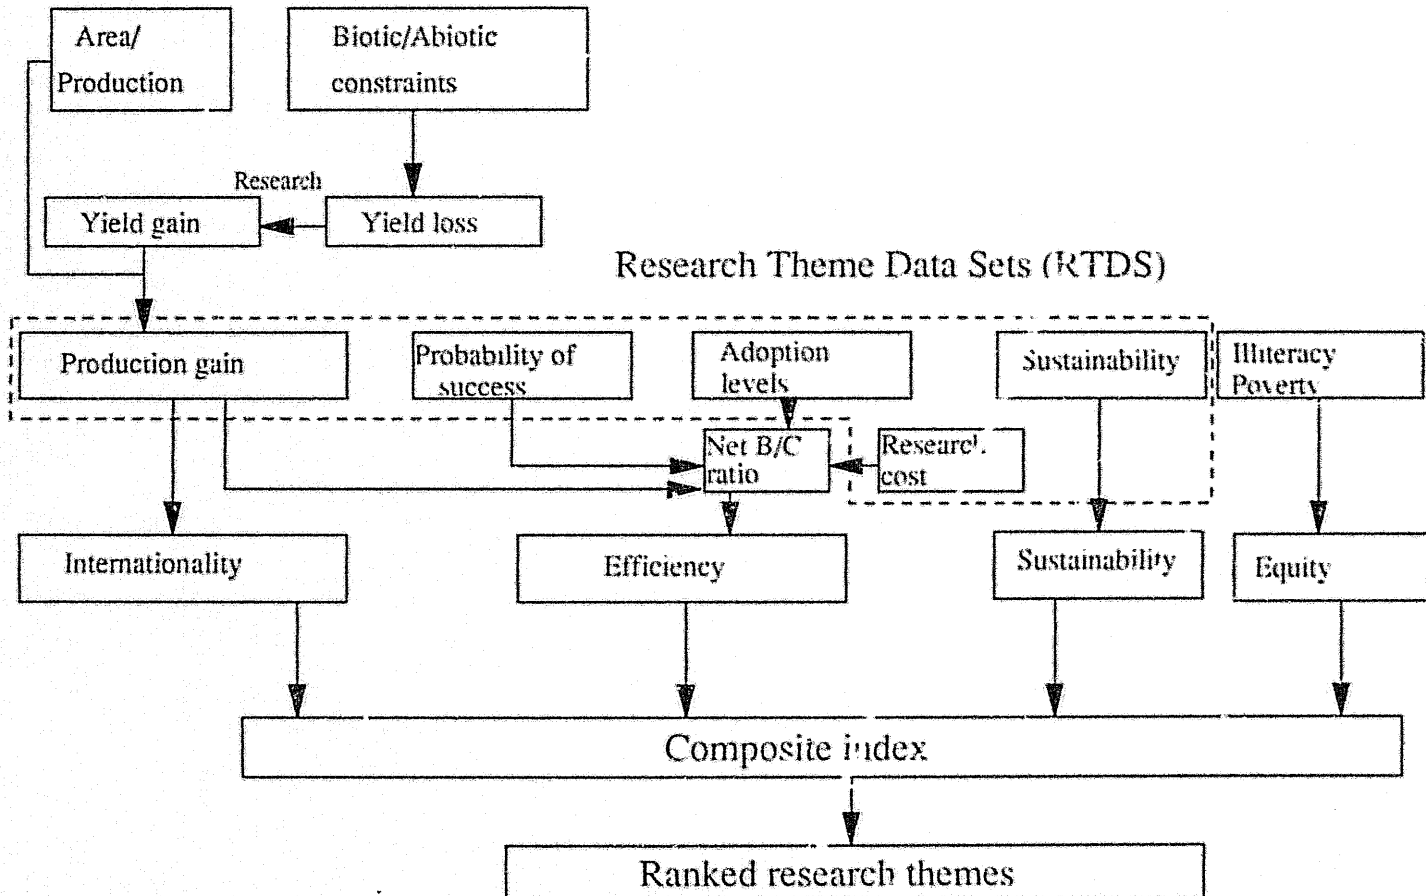 Area/
Production
Biotic/Abiotic
constraints
Research
Yield gain
Yield loss
Research Theme Data Sets (RTDS)
Production gain
Probability of
success
Adoption
levels
Sustainability
Illiteracy
Poverty
Net B/C
ratio
Research
cost
Internationality
Efficiency
Sustainability
Equity
Composite index
Ranked research themes